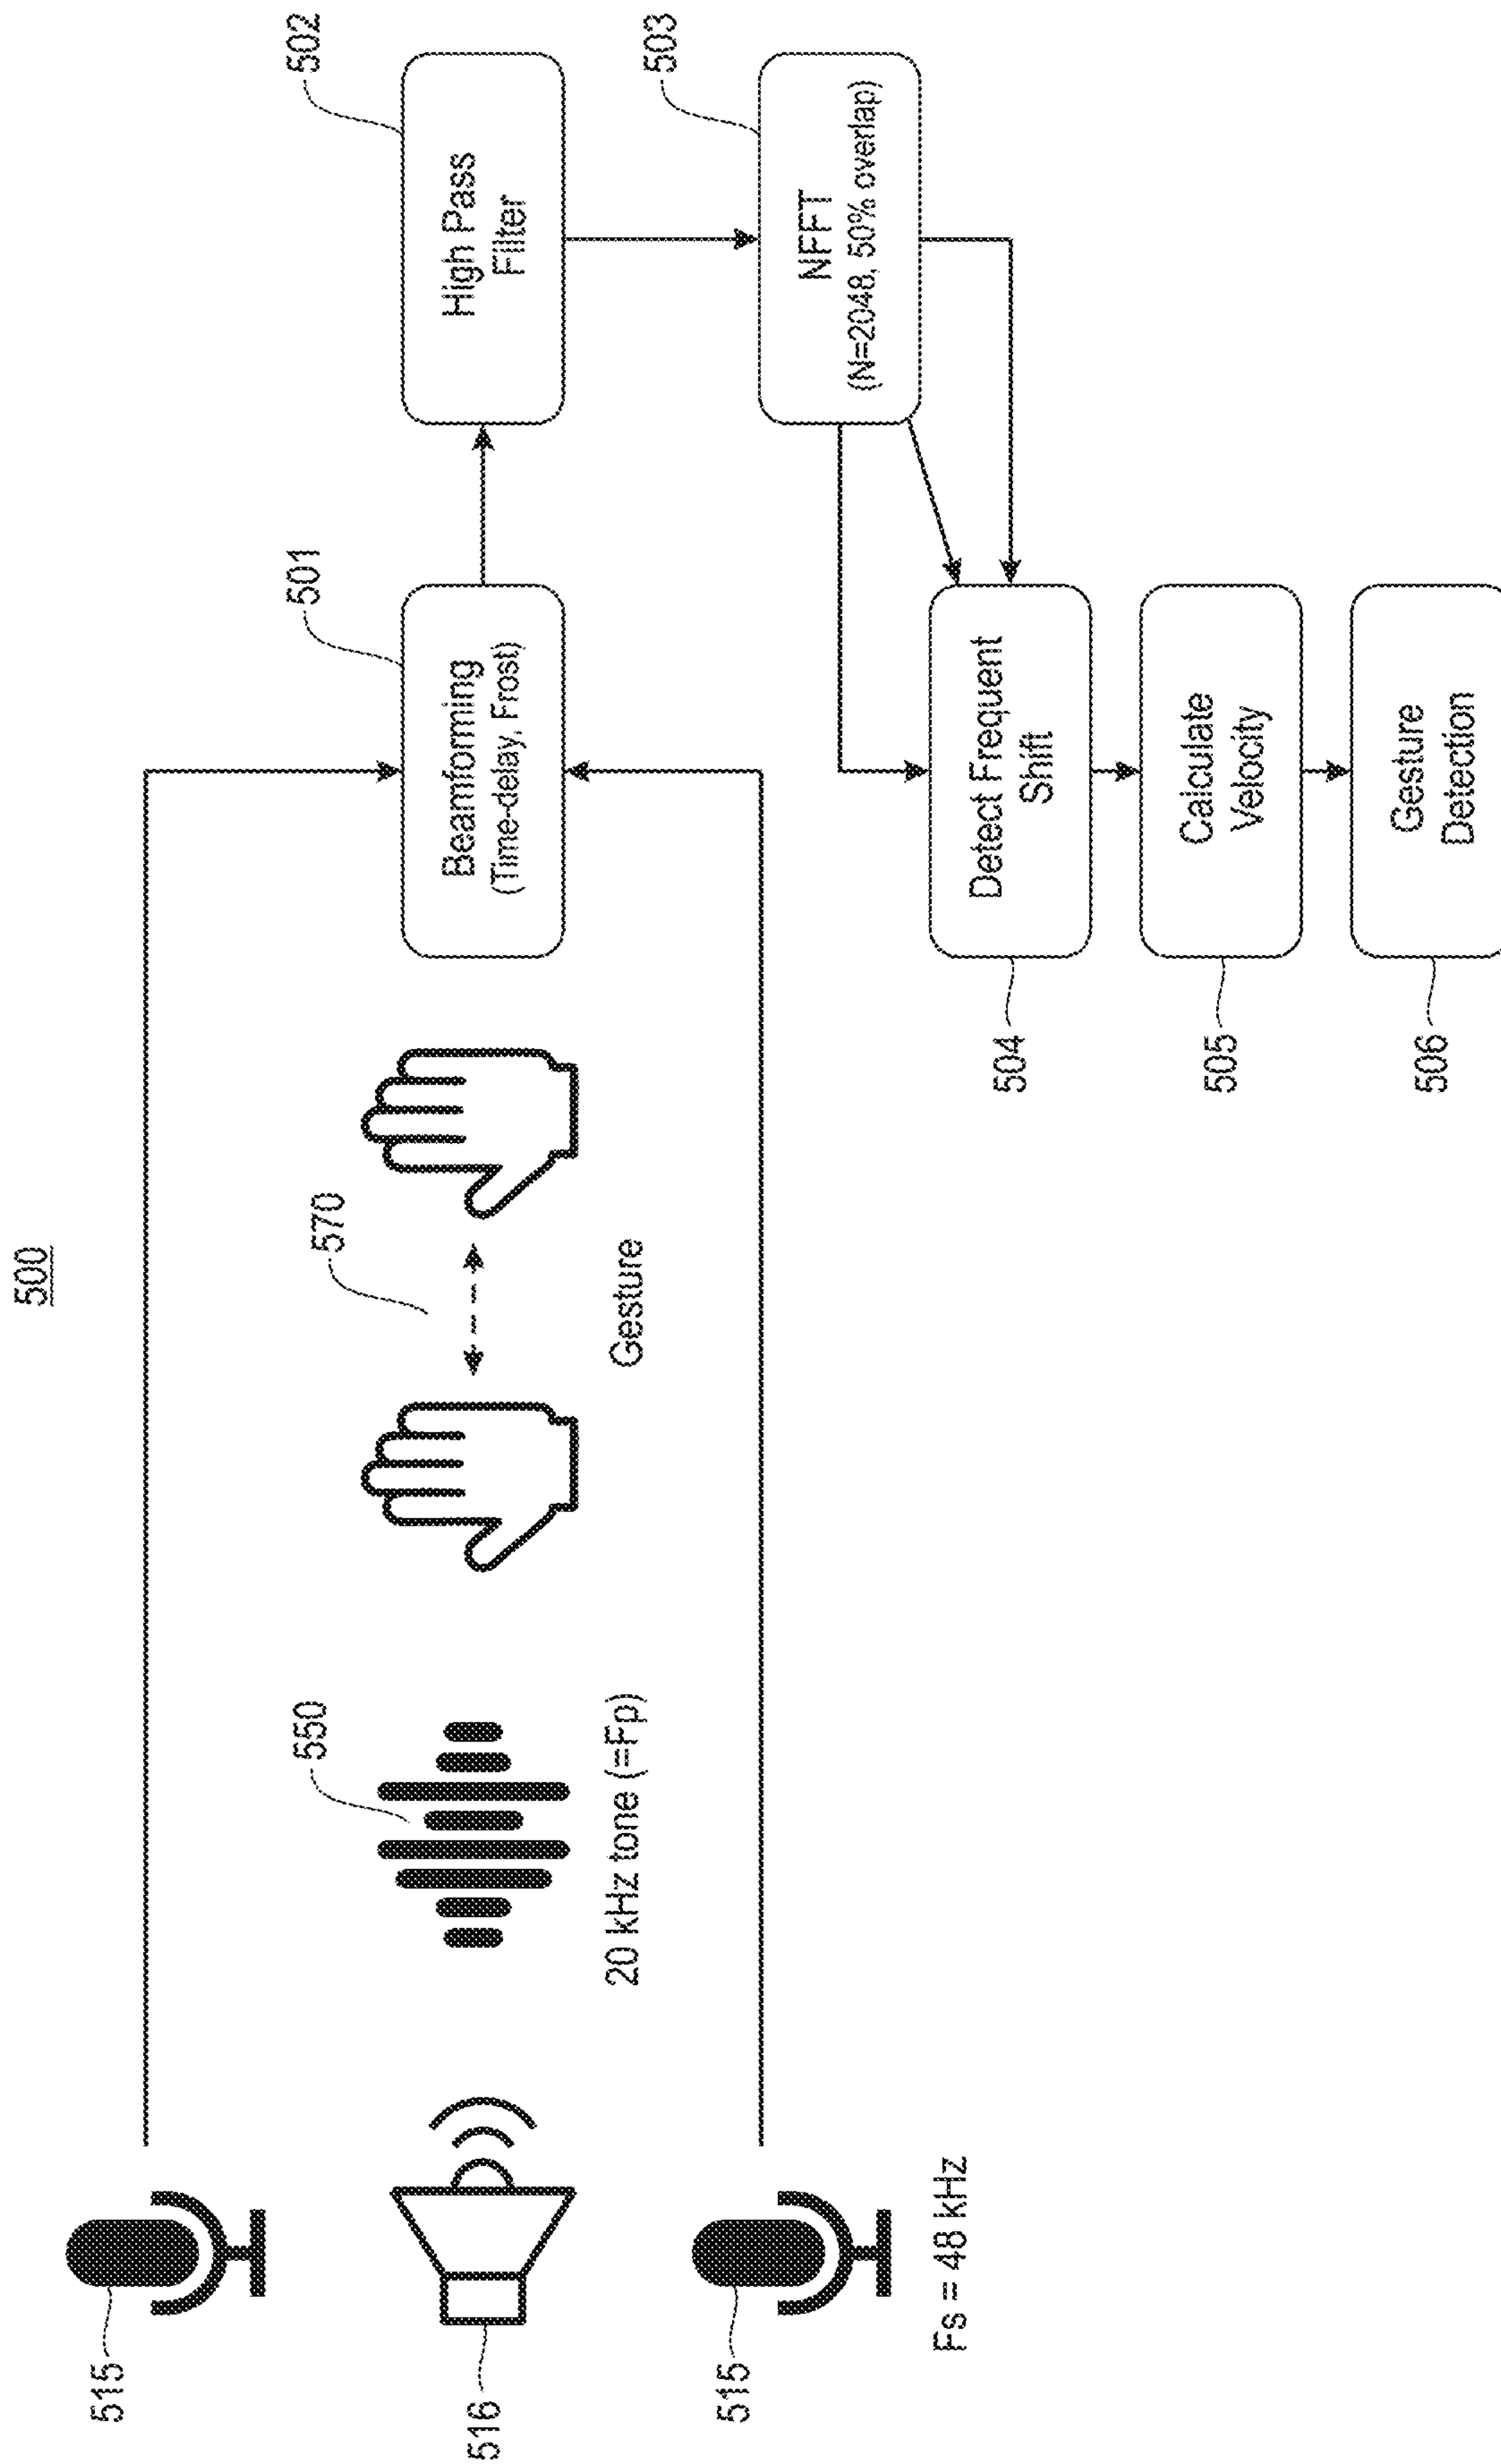 500
515
516
515
Fs = 48 kHz
550
20 kHz tone (=Fp)
570
Gesture
501
Beamforming
(Time-delay, Frost)
502
High Pass
Filter
503
NFFT
(N=2048, 50% overlap)
504
Detect Frequent
Shift
505
Calculate
Velocity
506
Gesture
Detection